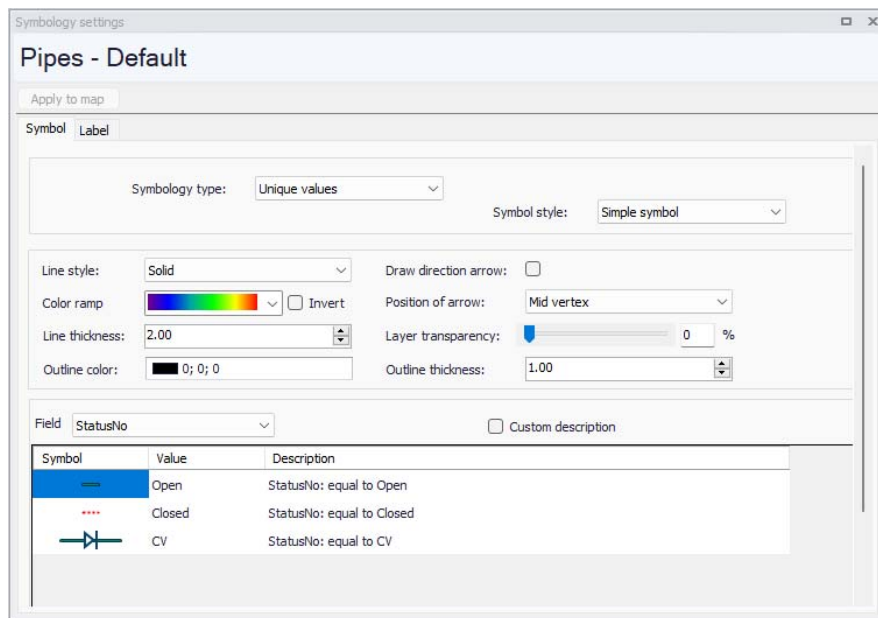 Symbology settings
Pipes - Default
Apply to map
Symbol Label
Symbology type: Unique values
Symbol style: Simple symbol
Line style: Solid Draw direction arrow:
Color ramp Invert Position of arrow: Mid vertex
Line thickness: 2.00 Layer transparency: 0 %
Outline color: 0; 0; 0 Outline thickness: 1.00
Field StatusNo Custom description
Symbol Value Description
Open StatusNo: equal to Open
Closed StatusNo: equal to Closed
CV StatusNo: equal to CV